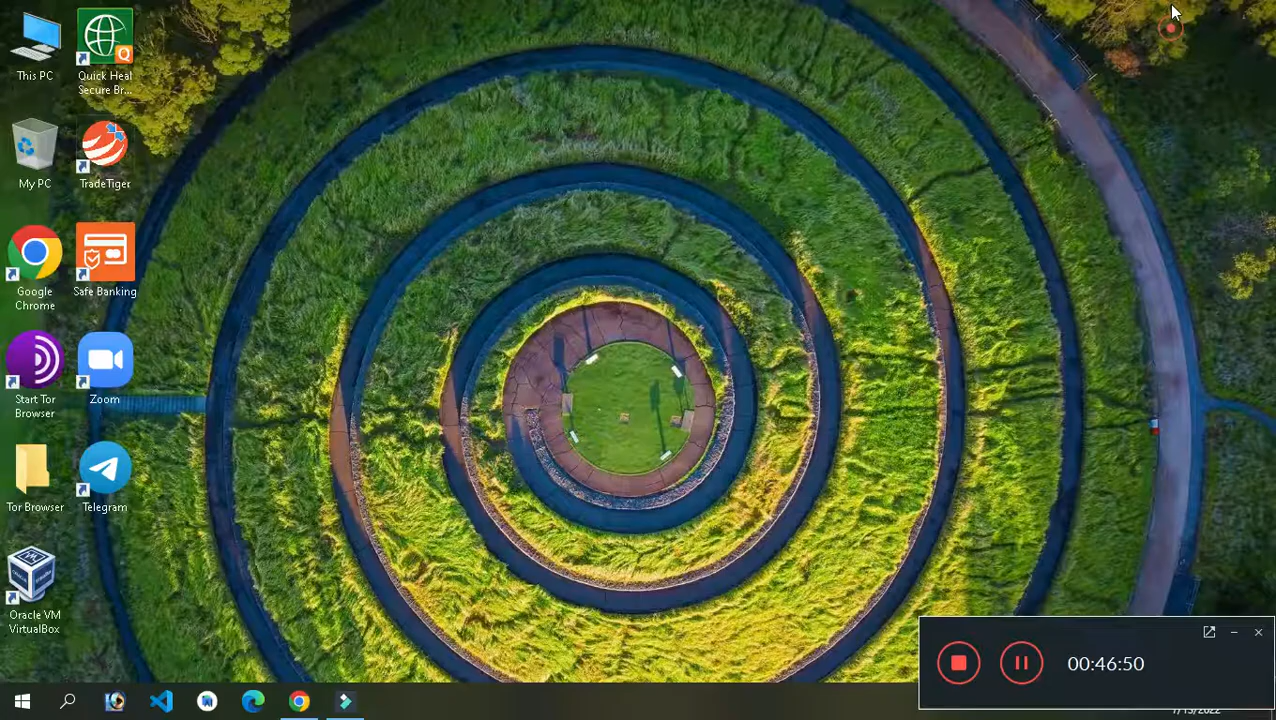 This PC
Quick Heal
Secure Br...
My PC
TradeTiger
Google
Chrome
Safe Banking
Start Tor
Browser
Zoom
Tor Browser
Telegram
Oracle VM
VirtualBox
00:46:50